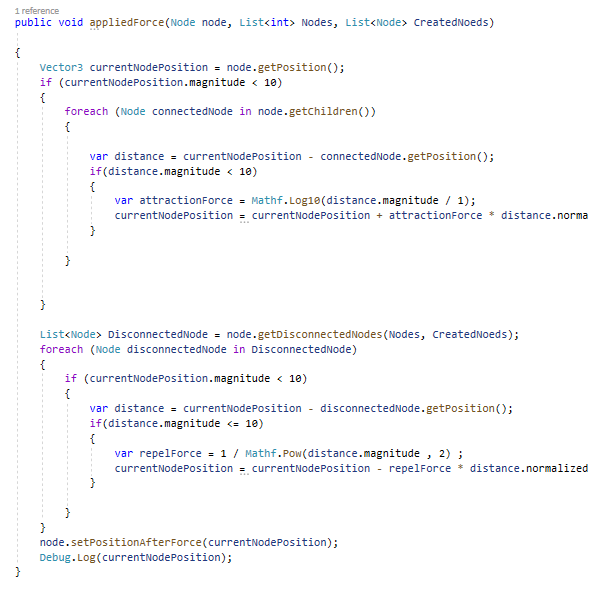 1 reference
public void appliedForce(Node node, List<int> Nodes, List<Node> CreatedNoeds)
{
Vector3 currentNodePosition = node.getPosition();
if (currentNodePosition.magnitude < 10)
{
foreach (Node connectedNode in node.getChildren())
{
var distance = currentNodePosition - connectedNode.getPosition();
if(distance.magnitude < 10)
{
var attractionForce = Mathf.Log10(distance.magnitude / 1);
currentNodePosition = currentNodePosition + attractionForce * distance.norma
}
}
}
List<Node> DisconnectedNode = node.getDisconnectedNodes(Nodes, CreatedNoeds);
foreach (Node disconnectedNode in DisconnectedNode)
{
if (currentNodePosition.magnitude < 10)
{
var distance = currentNodePosition - disconnectedNode.getPosition();
if(distance.magnitude <= 10)
{
var repelForce = 1 / Mathf.Pow(distance.magnitude , 2) ;
currentNodePosition = currentNodePosition - repelForce * distance.normalized
}
}
}
node.setPositionAfterForce(currentNodePosition);
Debug.Log(currentNodePosition);
}